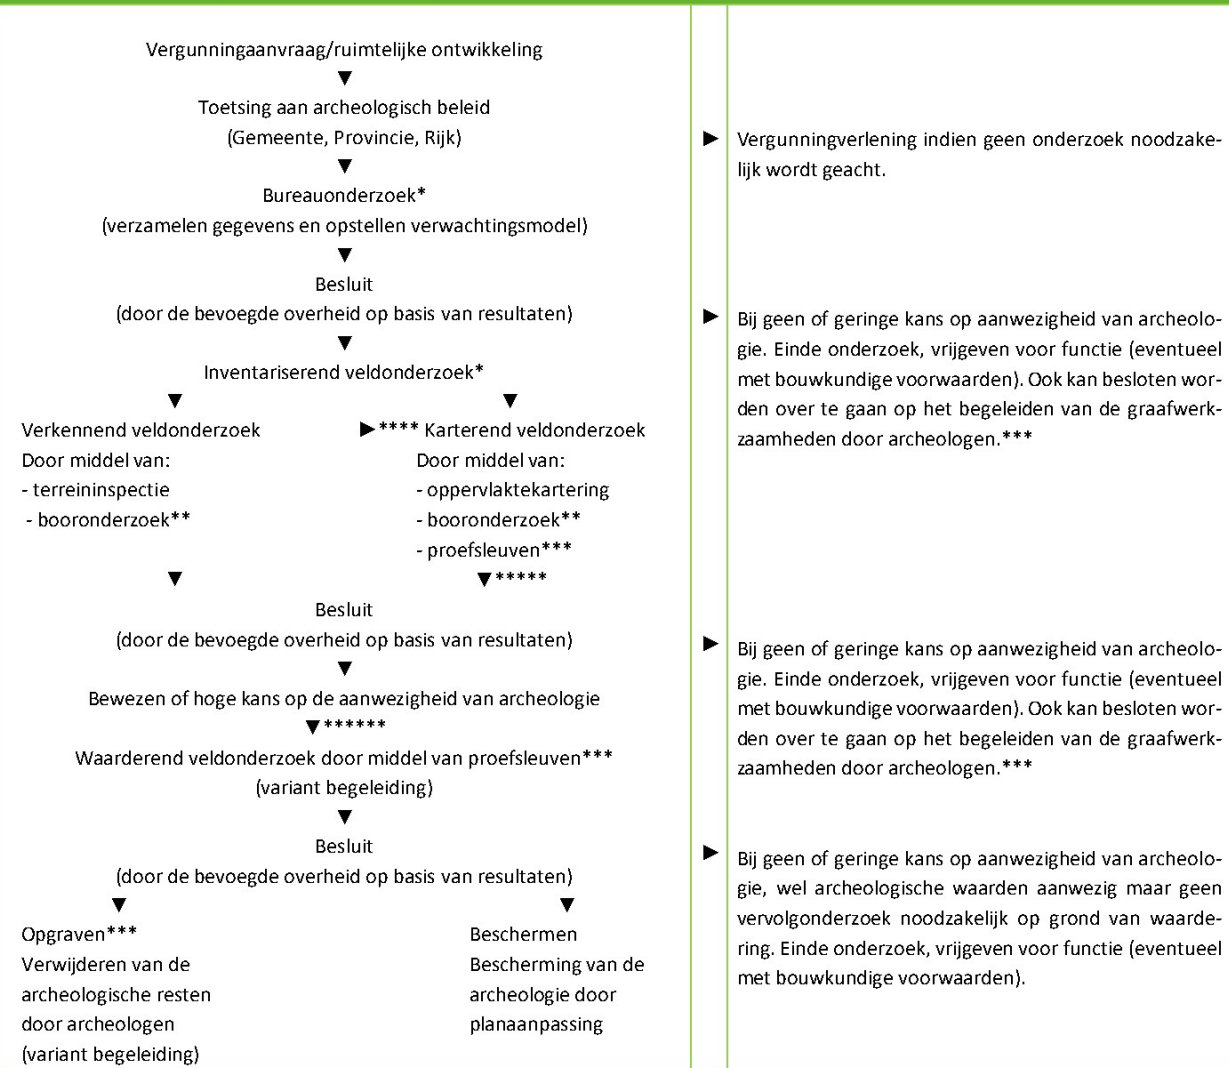 Vergunningaanvraag/ruimtelijke ontwikkeling
▼
Toetsing aan archeologisch beleid
(Gemeente, Provincie, Rijk)
▼
Bureauonderzoek*
(verzamelen gegevens en opstellen verwachtingsmodel)
▼
Besluit
(door de bevoegde overheid op basis van resultaten)
▼
Inventariserend veldonderzoek*
▼ ▼
Verkennend veldonderzoek
Door middel van:
- terreininspectie
- booronderzoek**
▼
►**** Karterend veldonderzoek
Door middel van:
- oppervlaktekartering
- booronderzoek**
- proefsleuven***
▼*****
Besluit
(door de bevoegde overheid op basis van resultaten)
▼
Bewezen of hoge kans op de aanwezigheid van archeologie
▼******
Waarderend veldonderzoek door middel van proefsleuven***
(variant begeleiding)
▼
Besluit
(door de bevoegde overheid op basis van resultaten)
▼ ▼
Opgraven***
Verwijderen van de
archeologische resten
door archeologen
(variant begeleiding)
Beschermen
Bescherming van de
archeologie door
planaanpassing
► Vergunningverlening indien geen onderzoek noodzake-
lijk wordt geacht.
► Bij geen of geringe kans op aanwezigheid van archeolo-
gie. Einde onderzoek, vrijgeven voor functie (eventueel
met bouwkundige voorwaarden). Ook kan besloten wor-
den over te gaan op het begeleiden van de graafwerk-
zaamheden door archeologen.***
► Bij geen of geringe kans op aanwezigheid van archeolo-
gie. Einde onderzoek, vrijgeven voor functie (eventueel
met bouwkundige voorwaarden). Ook kan besloten wor-
den over te gaan op het begeleiden van de graafwerk-
zaamheden door archeologen.***
► Bij geen of geringe kans op aanwezigheid van archeolo-
gie, wel archeologische waarden aanwezig maar geen
vervolgonderzoek noodzakelijk op grond van waarde-
ring. Einde onderzoek, vrijgeven voor functie (eventueel
met bouwkundige voorwaarden).